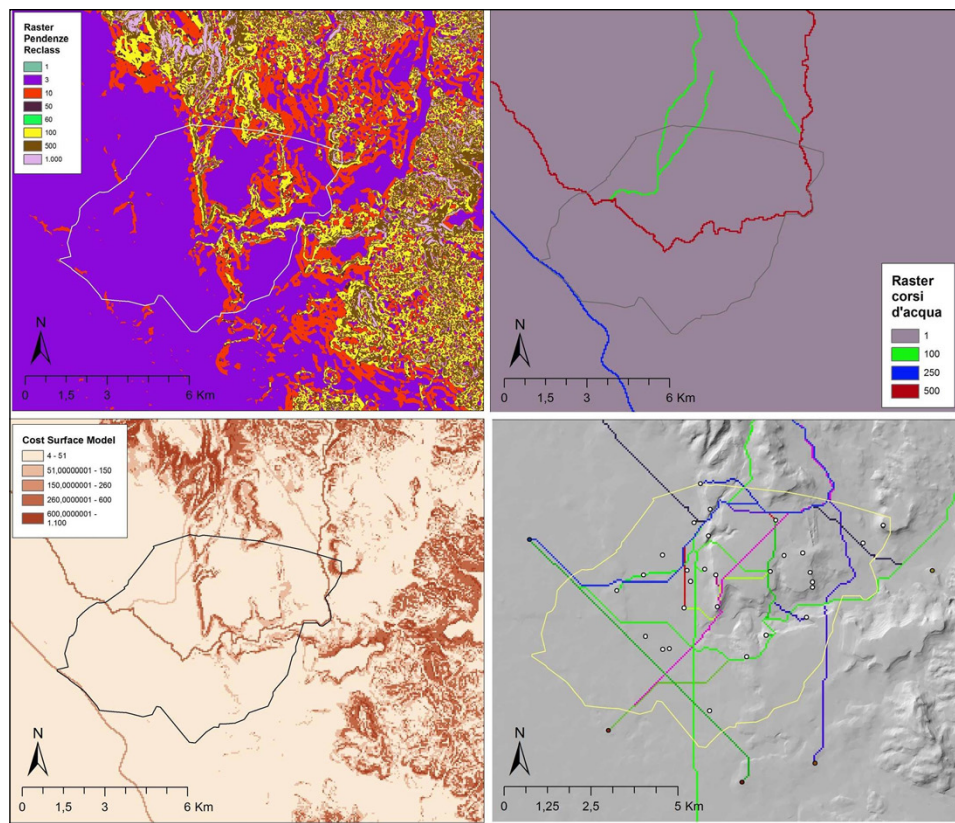 Raster
Pendenze
Reclass
1
3
10
50
60
100
500
1.000
N
0 1,5 3 6 Km
Raster
corsi
d'acqua
1
100
250
500
N
0 1,5 3 6 Km
Cost Surface Model
4 - 51
51,00000001 - 150
150,0000001 - 260
260,0000001 - 600
600,0000001 -
1.100
N
0 1,5 3 6 Km
N
0 1,25 2,5 5 Km